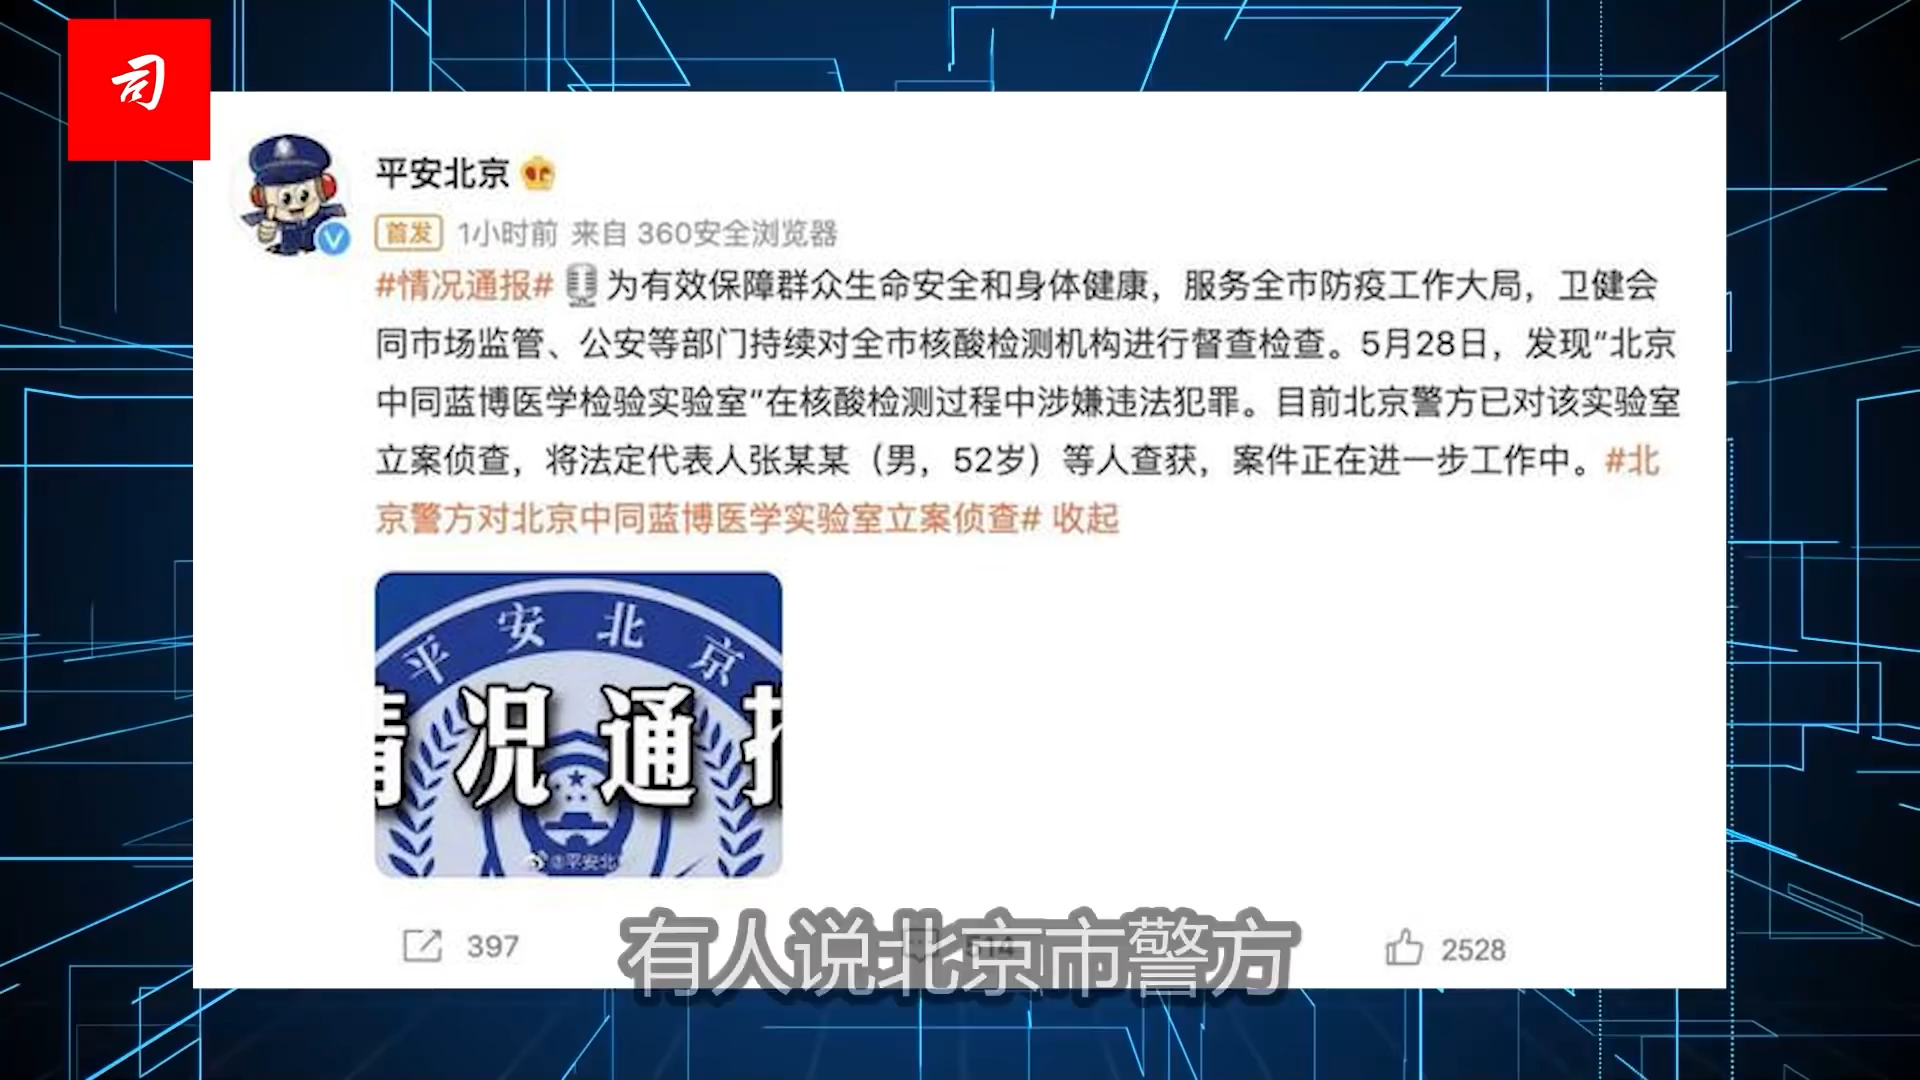 司
平安北京
首发 1小时前 来自 360安全浏览器
#情况通报# 为有效保障群众生命安全和身体健康，服务全市防疫工作大局，卫健会
同市场监管、公安等部门持续对全市核酸检测机构进行督查检查。5月28日，发现“北京
中同蓝博医学检验实验室”在核酸检测过程中涉嫌违法犯罪。目前北京警方已对该实验室
立案侦查，将法定代表人张某某（男，52岁）等人查获，案件正在进一步工作中。#北
京警方对北京中同蓝博医学实验室立案侦查# 收起
平安北京
情况通报
@平安北
397 514 2528
有人说北京市警方